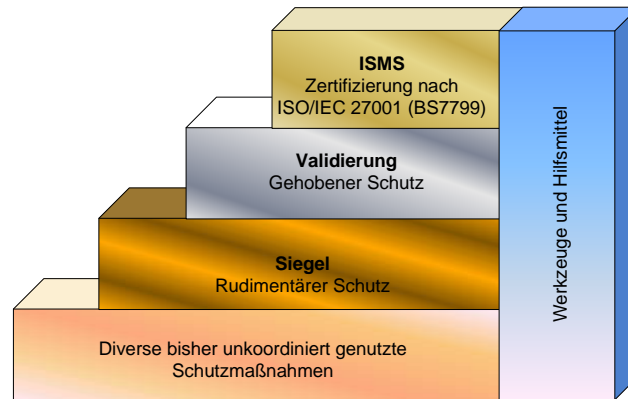 ISMS
Zertifizierung nach
ISO/IEC 27001 (BS7799)
Validierung
Gehobener Schutz
Siegel
Rudimentärer Schutz
Diverse bisher unkoordiniert genutzte
Schutzmaßnahmen
Werkzeuge und Hilfsmittel